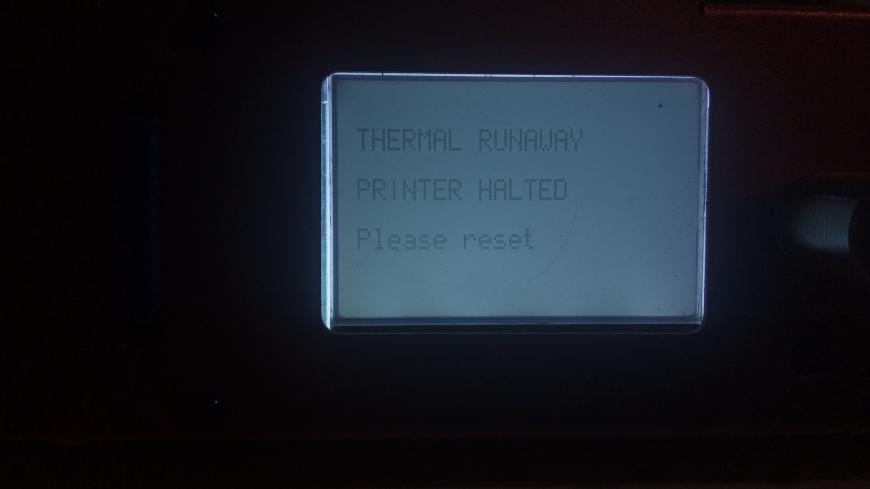 THERMAL RUNAWAY
PRINTER HALTED
Please reset